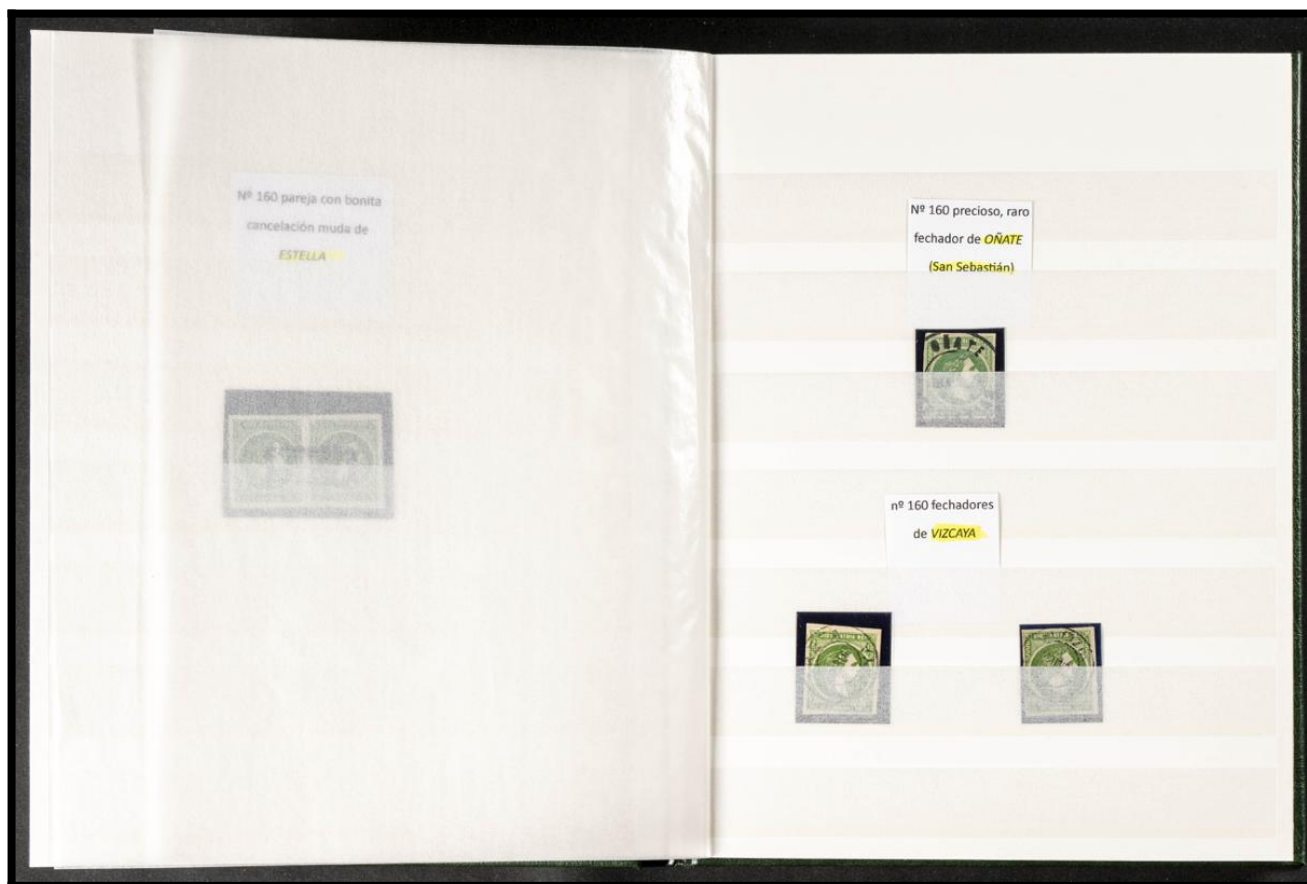 Nº 160 pareja con bonita
cancelación muda de
ESTELLA
Nº 160 precioso, raro
fechador de OÑATE
(San Sebastián)
OÑATE
nº 160 fechadores
de VIZCAYA